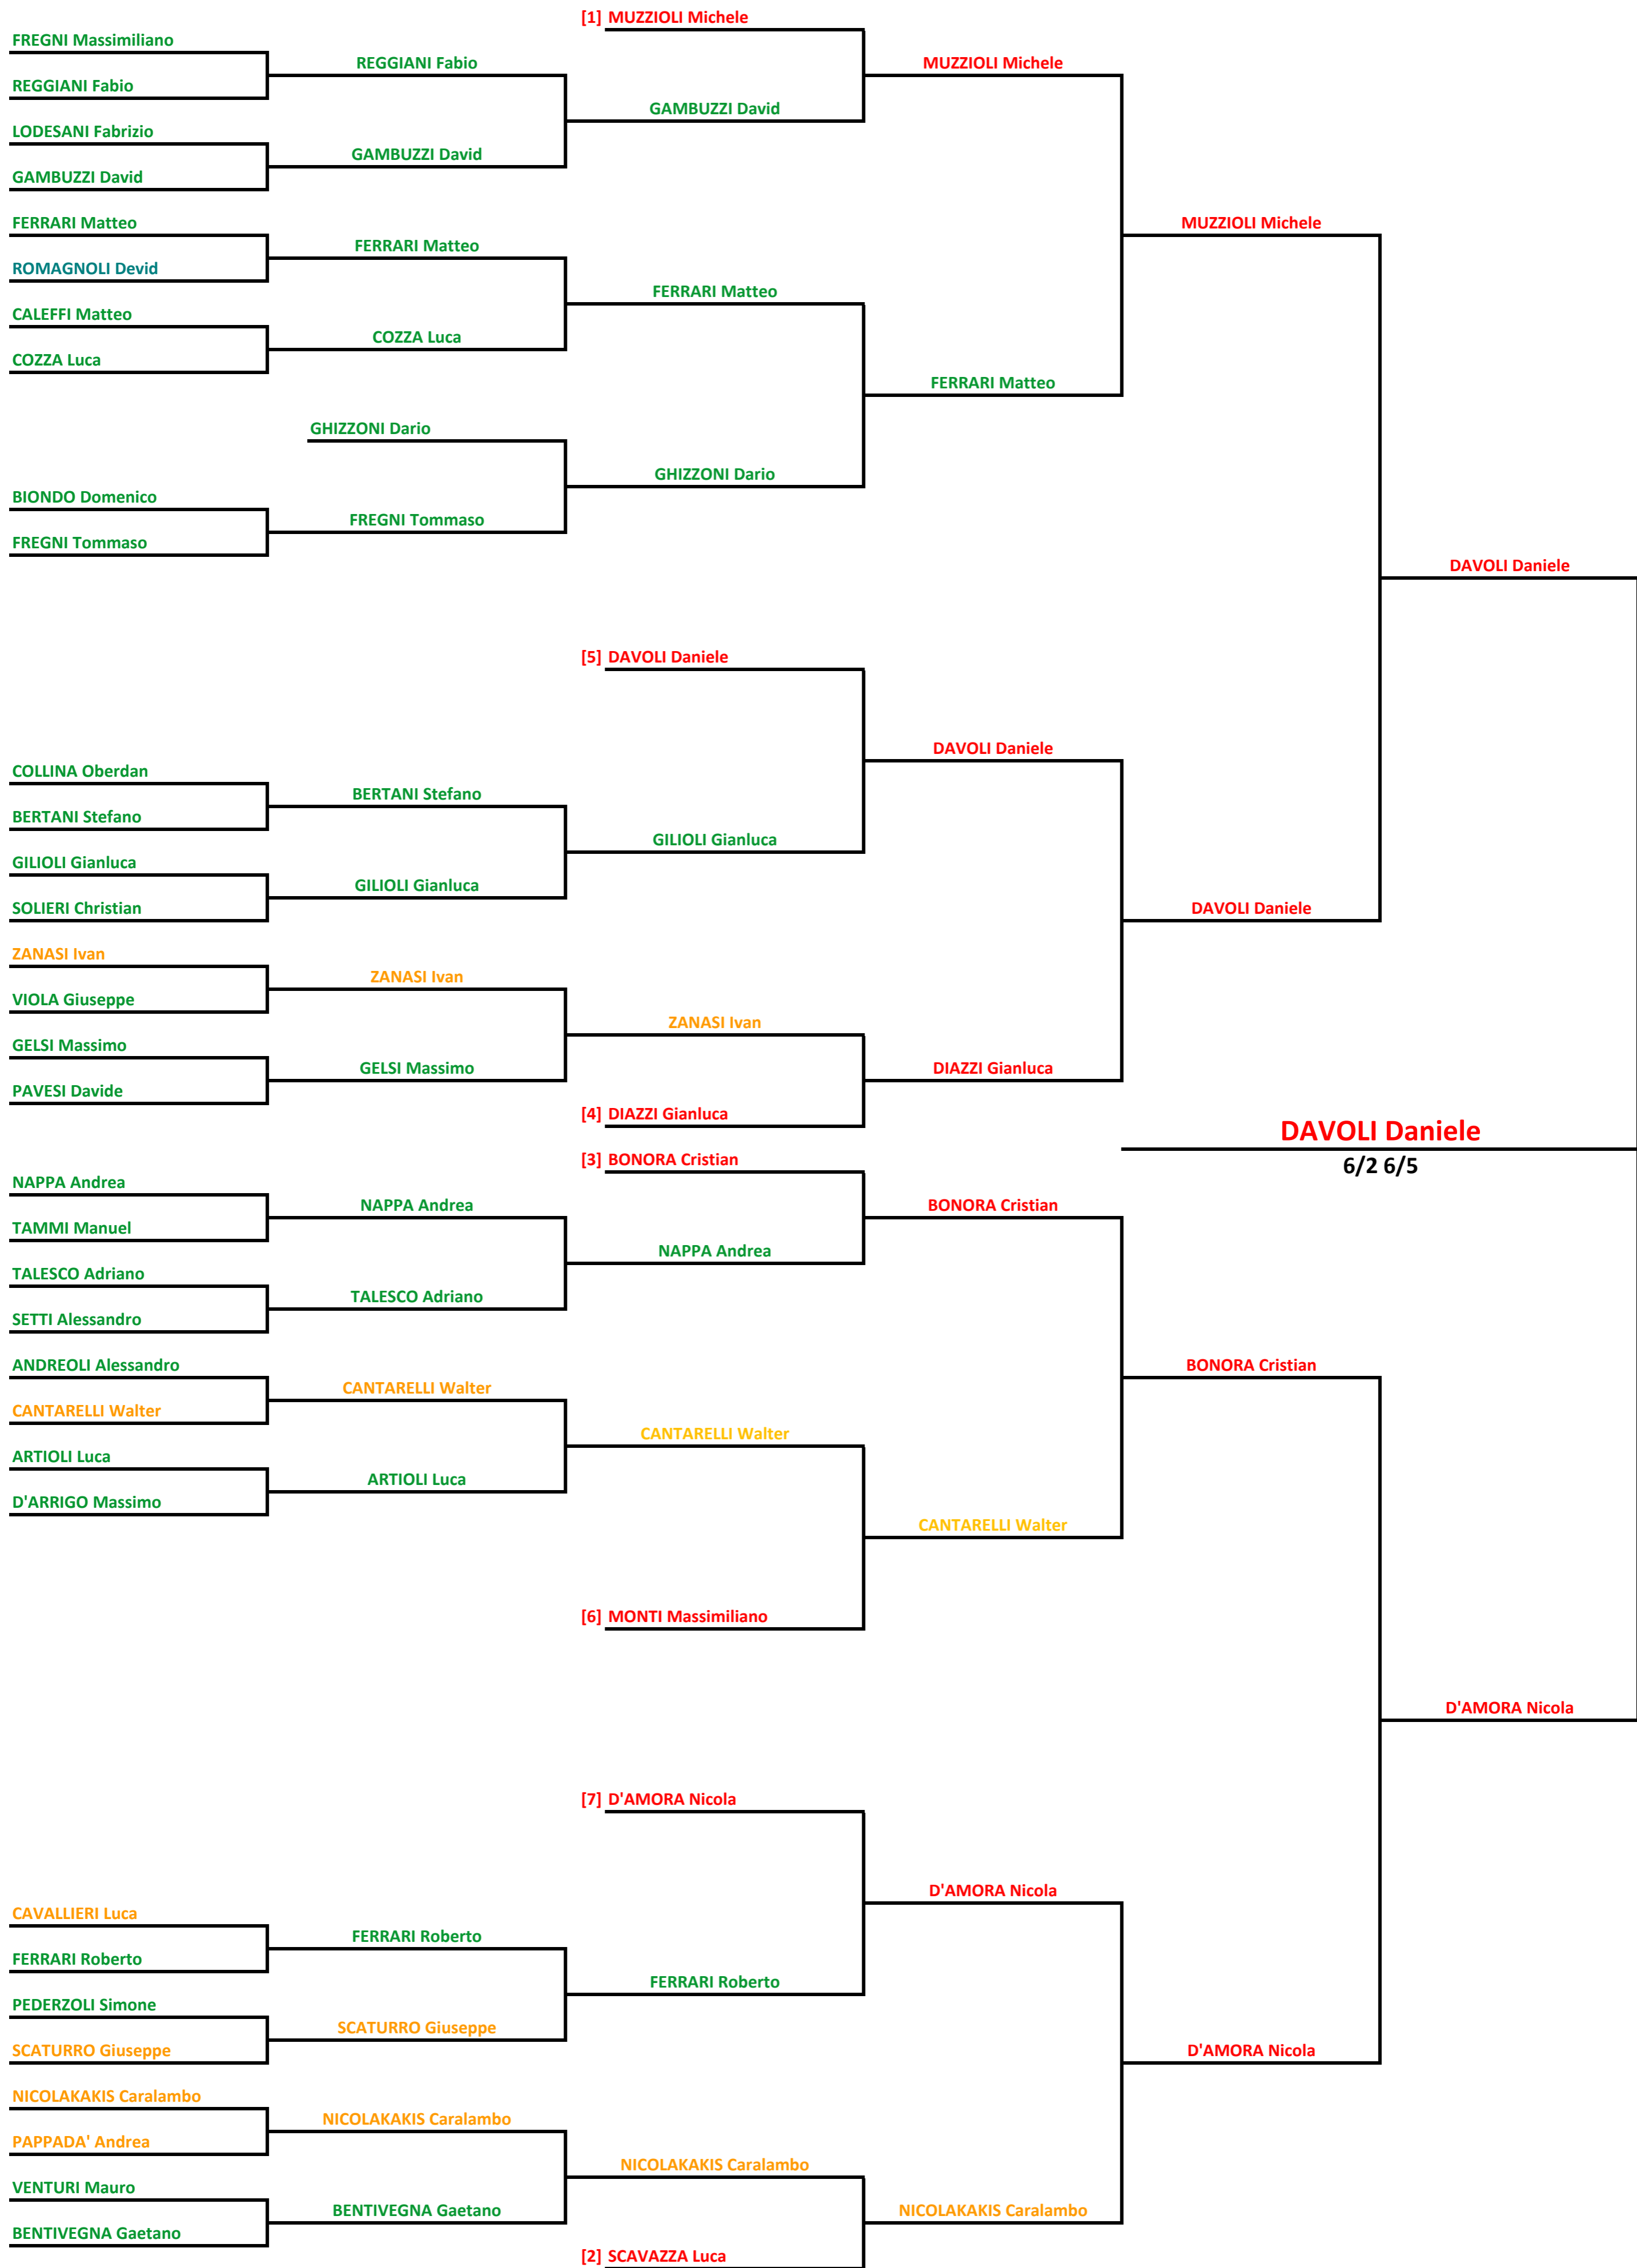 [1] MUZZIOLI Michele
FREGNI Massimiliano
REGGIANI Fabio
MUZZIOLI Michele
REGGIANI Fabio
GAMBUZZI David
LODESANI Fabrizio
GAMBUZZI David
GAMBUZZI David
FERRARI Matteo
MUZZIOLI Michele
FERRARI Matteo
ROMAGNOLI Devid
FERRARI Matteo
CALEFFI Matteo
COZZA Luca
COZZA Luca
FERRARI Matteo
GHIZZONI Dario
GHIZZONI Dario
BIONDO Domenico
FREGNI Tommaso
FREGNI Tommaso
DAVOLI Daniele
[5] DAVOLI Daniele
DAVOLI Daniele
COLLINA Oberdan
BERTANI Stefano
BERTANI Stefano
GILIOLI Gianluca
GILIOLI Gianluca
GILIOLI Gianluca
SOLIERI Christian
DAVOLI Daniele
ZANASI Ivan
ZANASI Ivan
VIOLA Giuseppe
ZANASI Ivan
GELSI Massimo
GELSI Massimo
DIAZZI Gianluca
PAVESI Davide
[4] DIAZZI Gianluca
DAVOLI Daniele
[3] BONORA Cristian
6/2 6/5
NAPPA Andrea
NAPPA Andrea
BONORA Cristian
TAMMI Manuel
NAPPA Andrea
TALESCO Adriano
TALESCO Adriano
SETTI Alessandro
ANDREOLI Alessandro
BONORA Cristian
CANTARELLI Walter
CANTARELLI Walter
CANTARELLI Walter
ARTIOLI Luca
ARTIOLI Luca
D'ARRIGO Massimo
CANTARELLI Walter
[6] MONTI Massimiliano
D'AMORA Nicola
[7] D'AMORA Nicola
D'AMORA Nicola
CAVALLIERI Luca
FERRARI Roberto
FERRARI Roberto
FERRARI Roberto
PEDERZOLI Simone
SCATURRO Giuseppe
SCATURRO Giuseppe
D'AMORA Nicola
NICOLAKAKIS Caralambo
NICOLAKAKIS Caralambo
PAPPADA' Andrea
NICOLAKAKIS Caralambo
VENTURI Mauro
BENTIVEGNA Gaetano
NICOLAKAKIS Caralambo
BENTIVEGNA Gaetano
[2] SCAVAZZA Luca